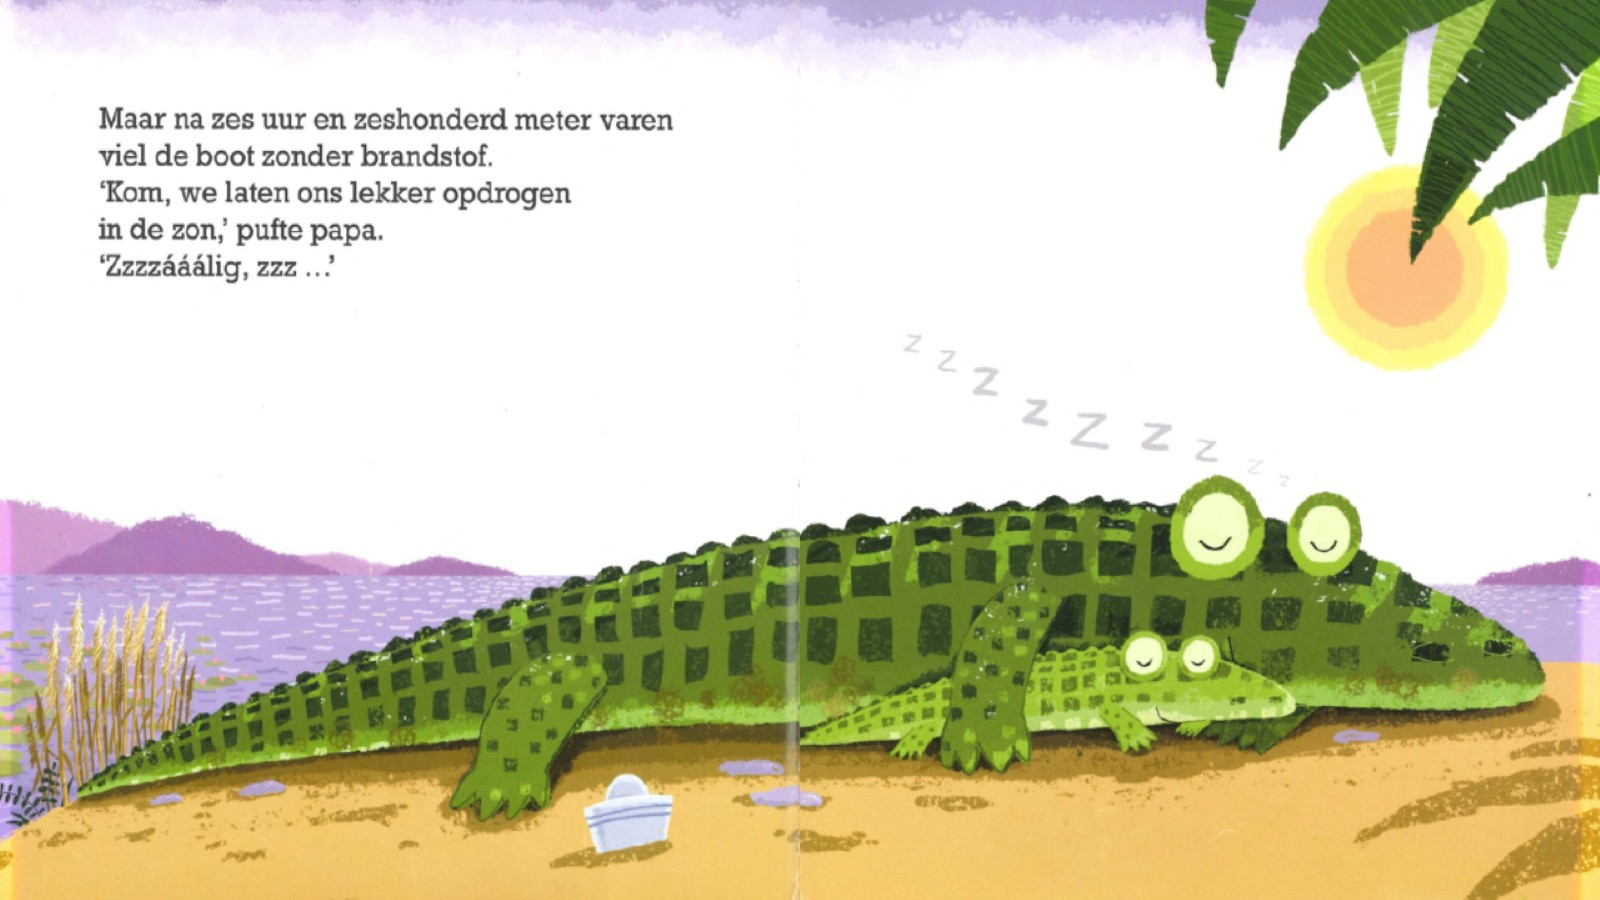 Maar na zes uur en zeshonderd meter varen
viel de boot zonder brandstof.
‘Kom, we laten ons lekker opdrogen
in de zon,’ pufte papa.
‘Zzzzááálig, zzz ...’
z z z z Z z z z z